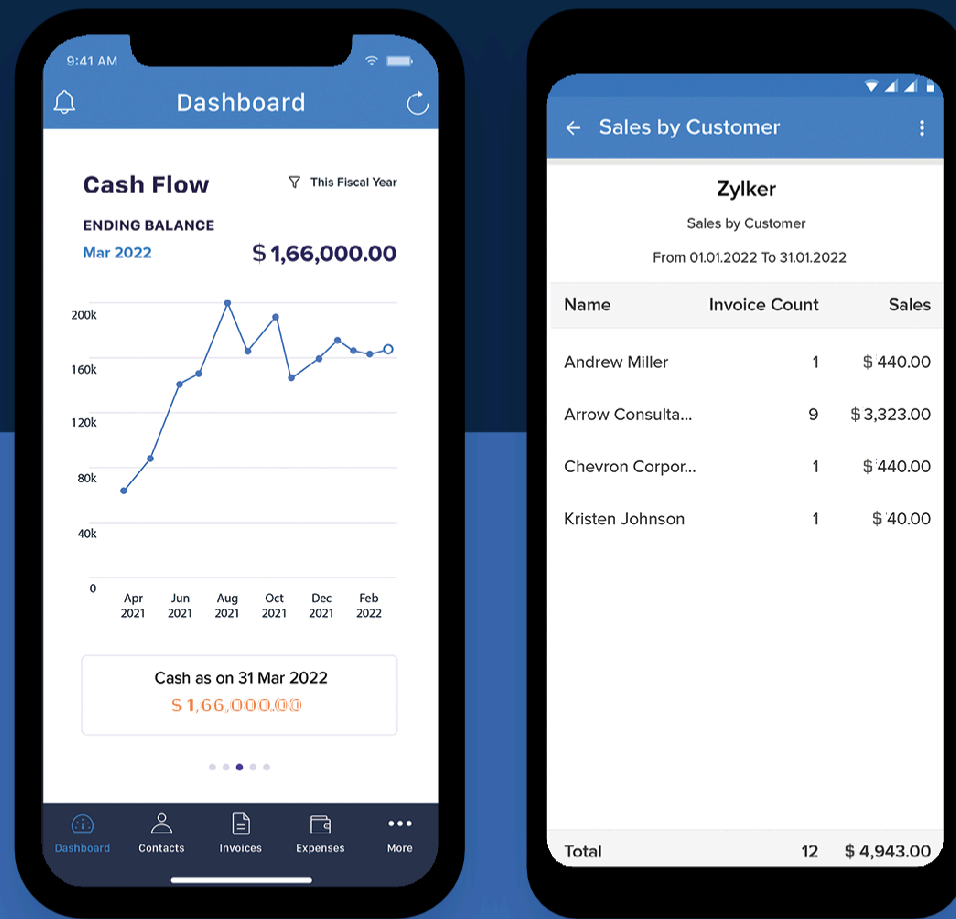 9:41 AM
Dashboard
Cash Flow
This Fiscal Year
ENDING BALANCE
Mar 2022
$1,66,000.00
200k
160k
120k
80k
40k
0
Apr 2021
Jun 2021
Aug 2021
Oct 2021
Dec 2021
Feb 2022
Cash as on 31 Mar 2022
$1,66,000.00
Dashboard
Contacts
Invoices
Expenses
More
Sales by Customer
Zylker
Sales by Customer
From 01.01.2022 To 31.01.2022
Name Invoice Count Sales
Andrew Miller 1 $440.00
Arrow Consulta... 9 $3,323.00
Chevron Corpor... 1 $440.00
Kristen Johnson 1 $40.00
Total 12 $4,943.00